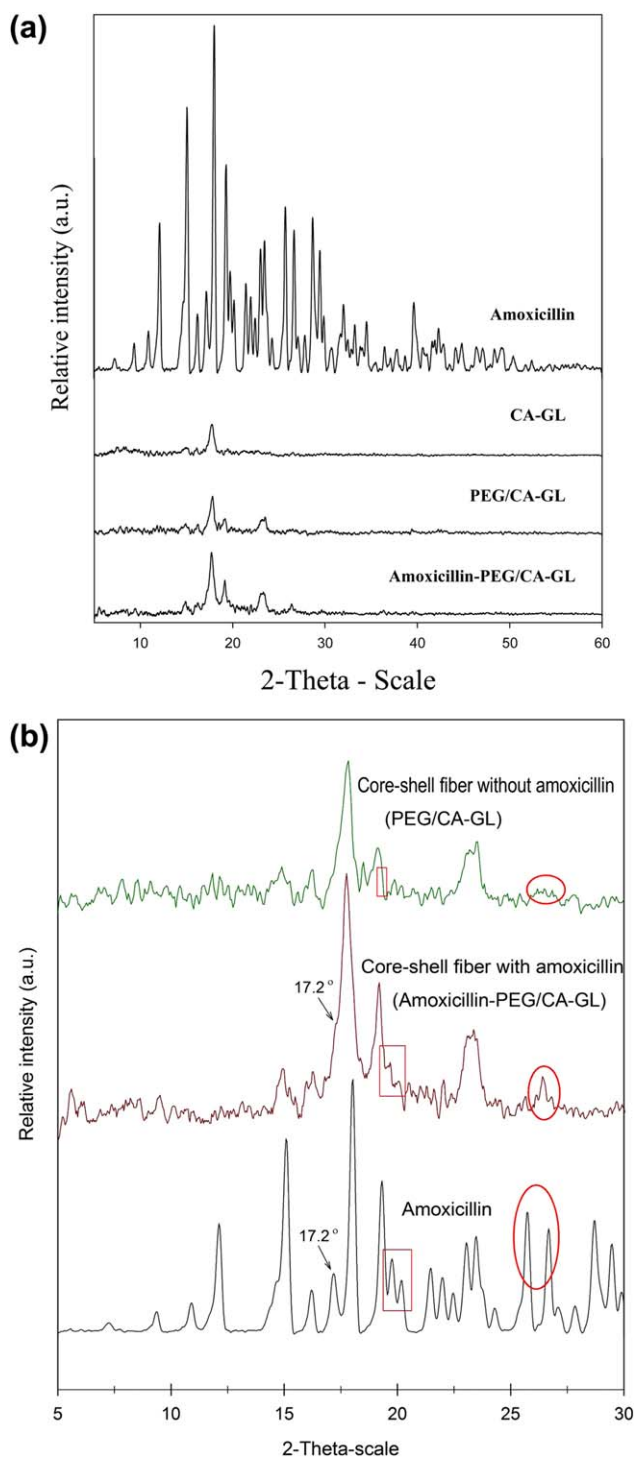 (a)
Relative intensity (a.u.)
Amoxicillin
CA-GL
PEG/CA-GL
Amoxicillin-PEG/CA-GL
10 20 30 40 50 60
2-Theta - Scale
(b)
Relative intensity (a.u.)
Core-shell fiber without amoxicillin
(PEG/CA-GL)
Core-shell fiber with amoxicillin
(Amoxicillin-PEG/CA-GL)
17.2°
Amoxicillin
17.2°
5 10 15 20 25 30
2-Theta-scale